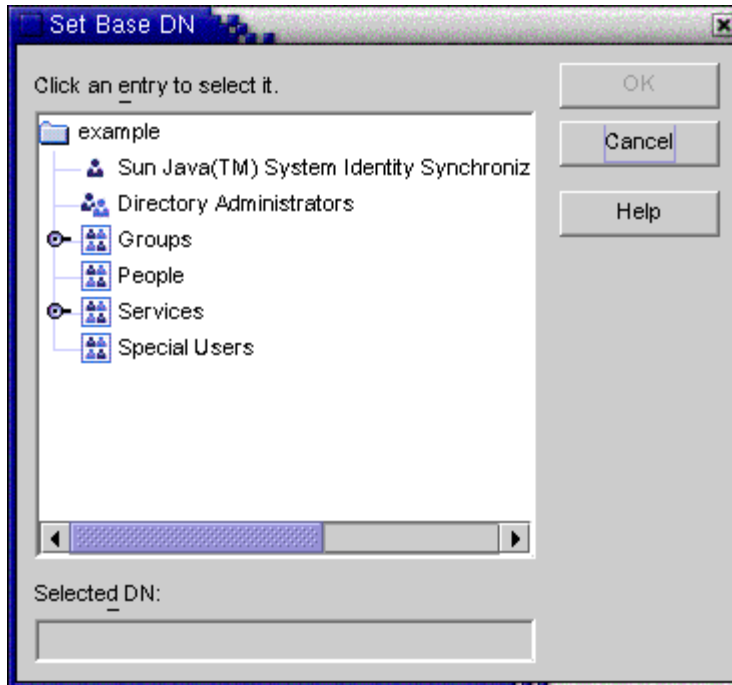 Set Base DN
Click an entry to select it.
OK
example
Cancel
Sun Java(TM) System Identity Synchroniz
Directory Administrators
Help
Groups
People
Services
Special Users
Selected DN: